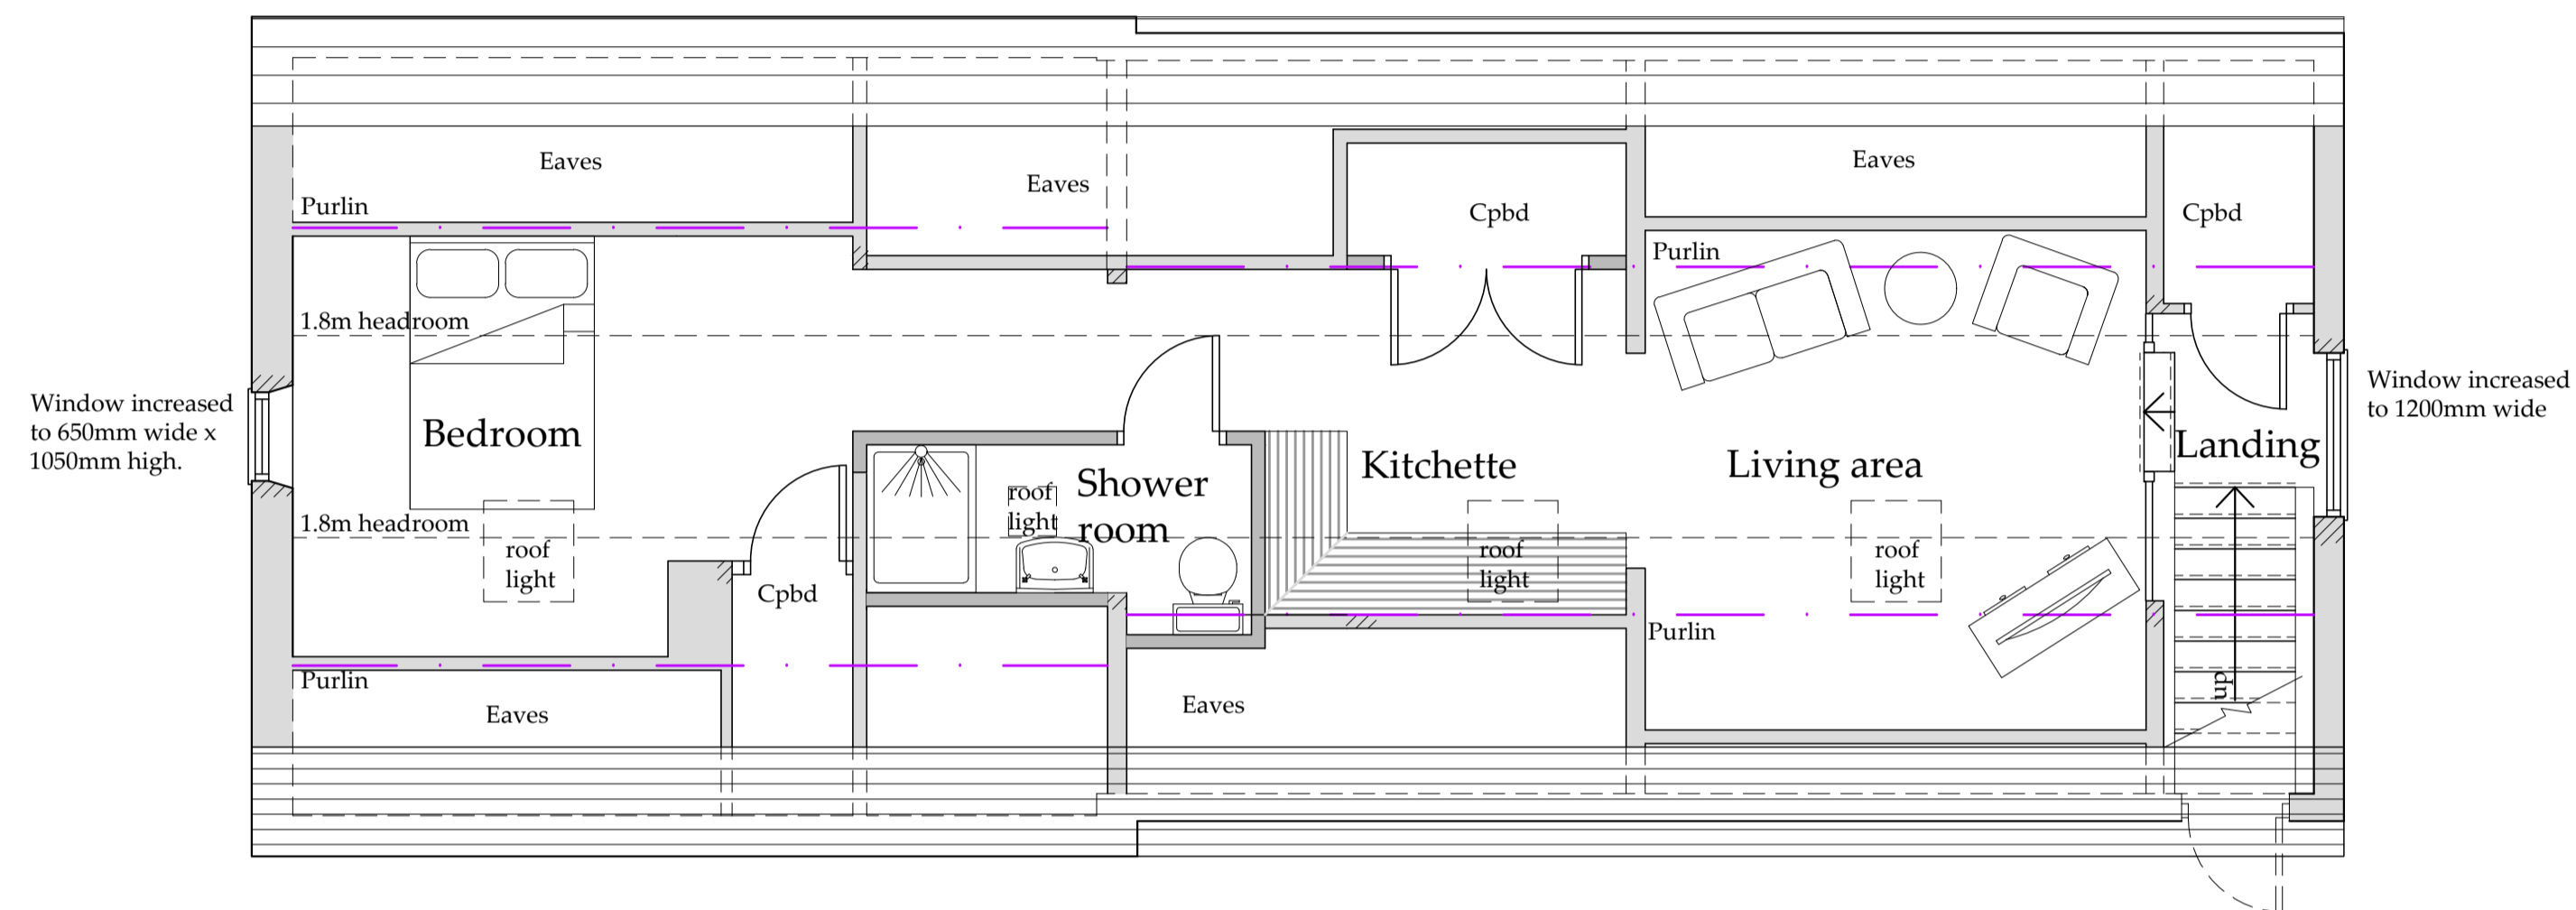 Eaves
Eaves
Eaves
Purlin
Cpbd
Cpbd
Purlin
1.8m headroom
Window increased
to 650mm wide x
1050mm high.
Window increased
to 1200mm wide
Bedroom
Kitchette
Living area
Landing
Shower
room
roof
light
1.8m headroom
roof
light
roof
light
roof
light
Cpbd
Purlin
Purlin
up
Eaves
Eaves